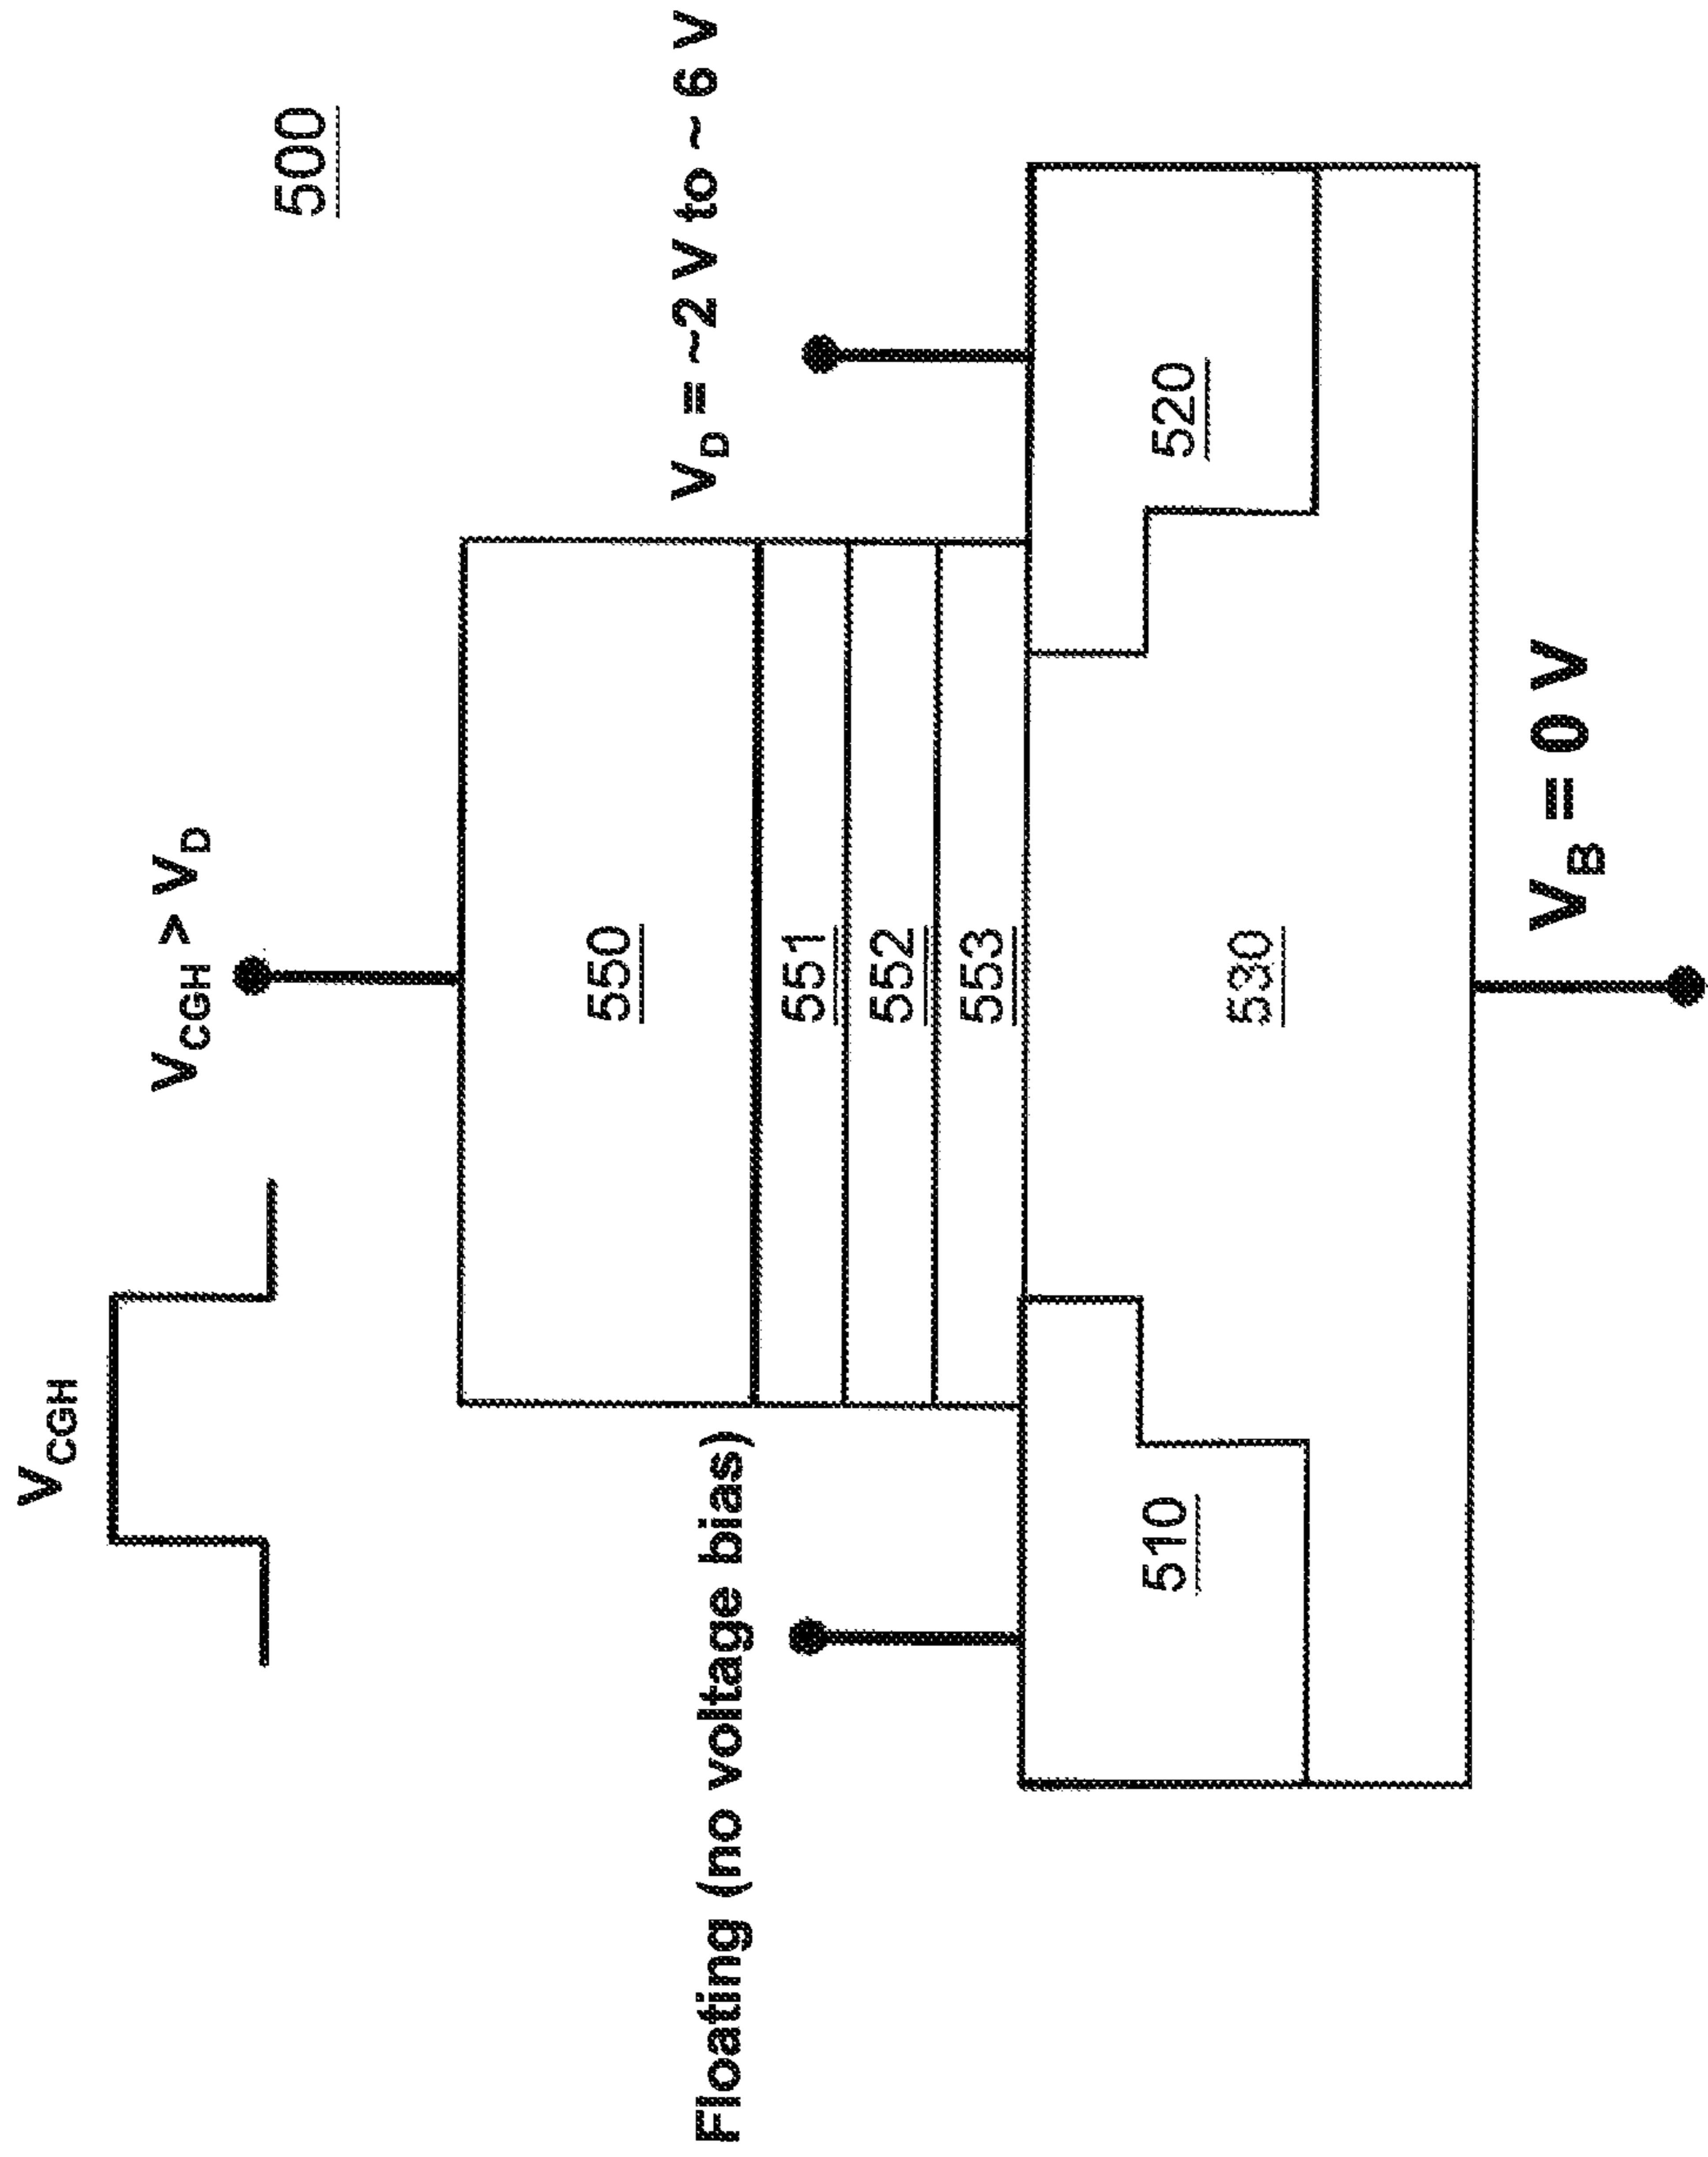 V_CGH
V_CGH > V_D
500
V_D = ~2 V to ~ 6 V
Floating (no voltage bias)
550
551
552
553
510
530
520
V_B = 0 V